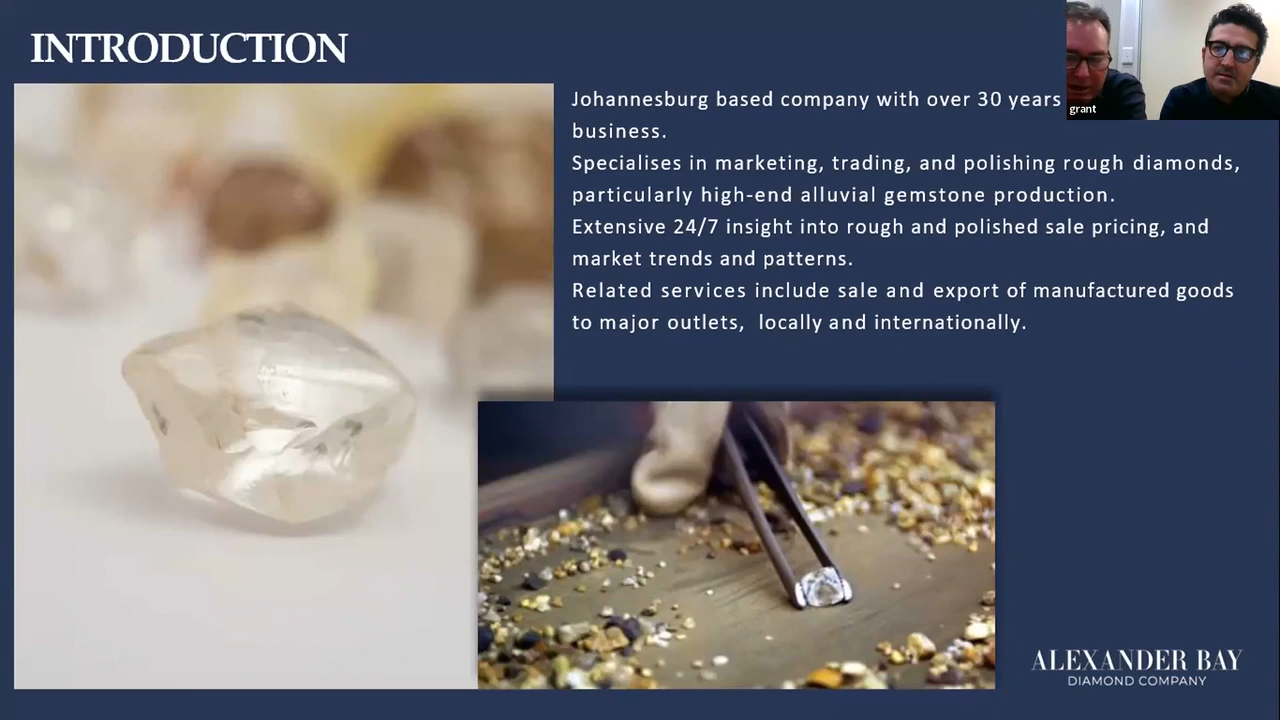 INTRODUCTION
Johannesburg based company with over 30 years
business.
Specialises in marketing, trading, and polishing rough diamonds,
particularly high-end alluvial gemstone production.
Extensive 24/7 insight into rough and polished sale pricing, and
market trends and patterns.
Related services include sale and export of manufactured goods
to major outlets, locally and internationally.
grant
ALEXANDER BAY
DIAMOND COMPANY